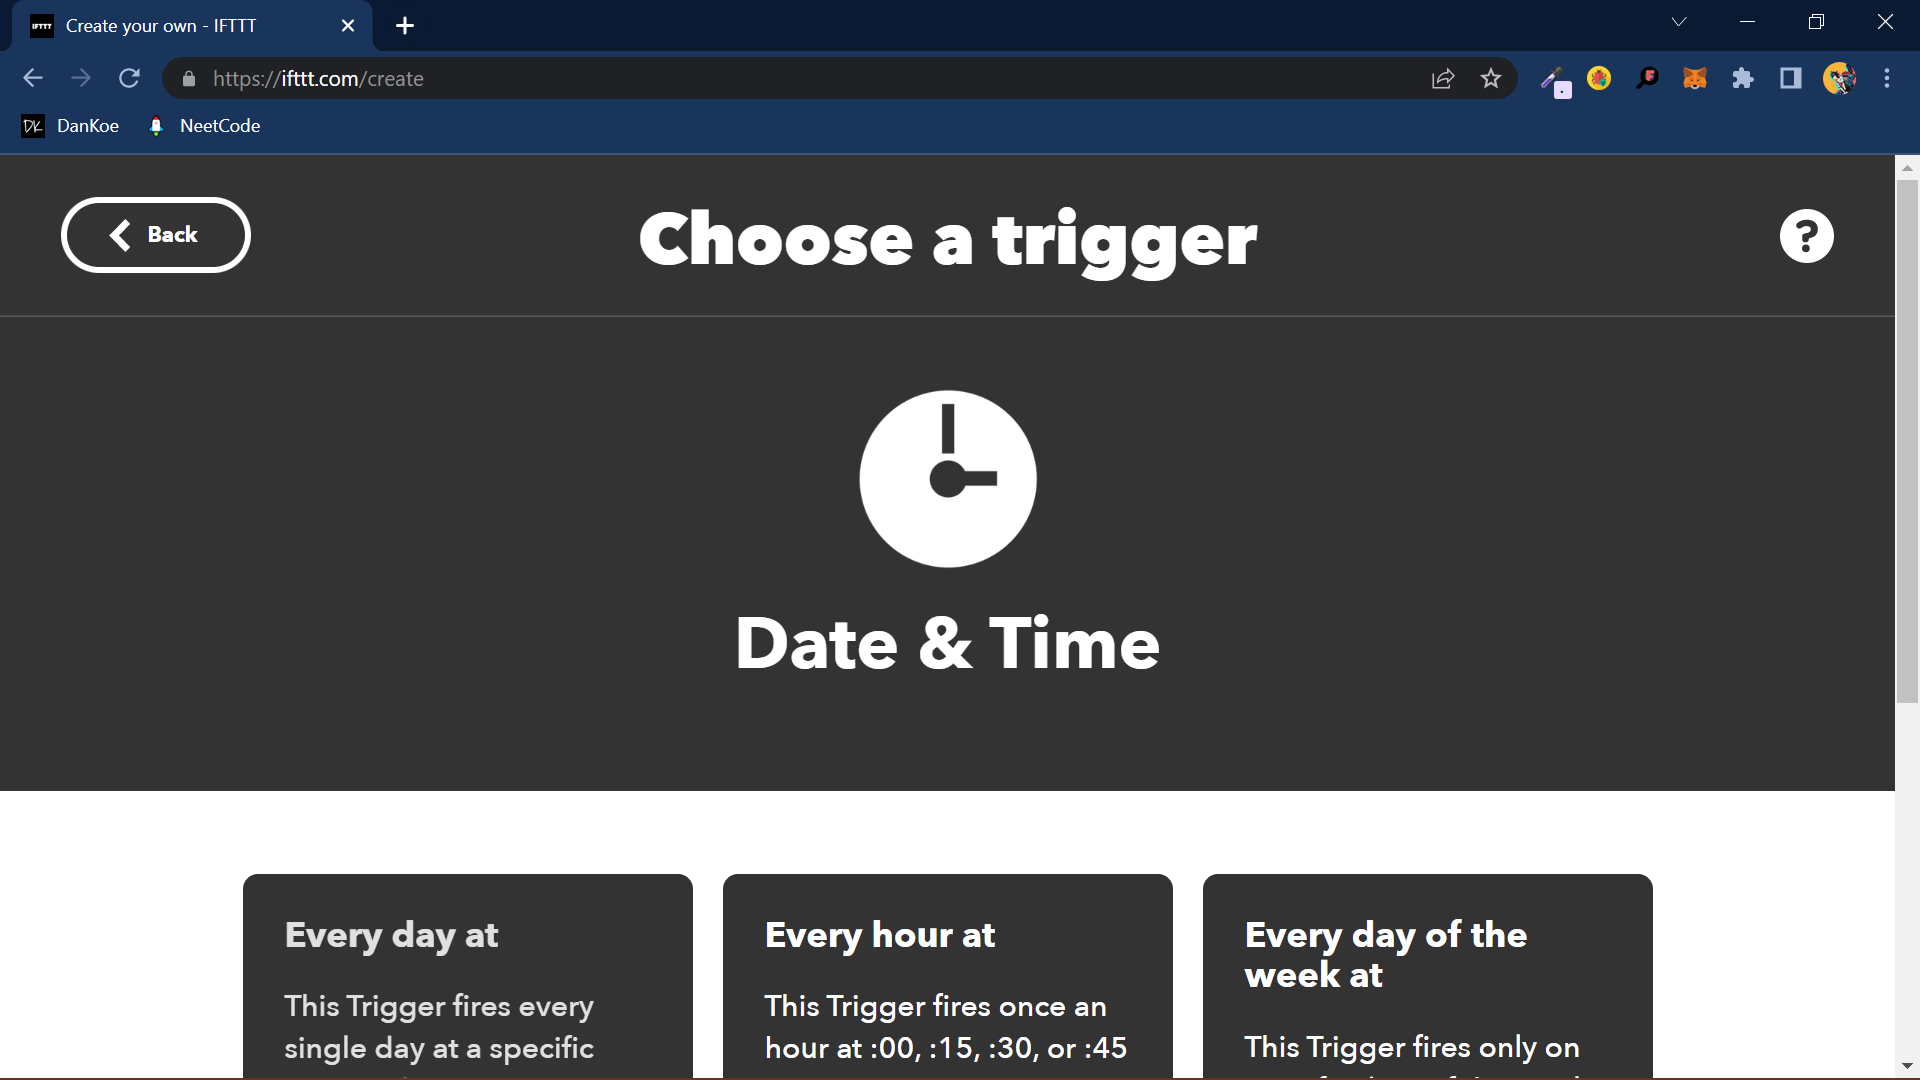 Create your own - IFTTT
https://ifttt.com/create
DanKoe
NeetCode
Back
Choose a trigger
Date & Time
Every day at
This Trigger fires every
single day at a specific
Every hour at
This Trigger fires once an
hour at :00, :15, :30, or :45
Every day of the
week at
This Trigger fires only on